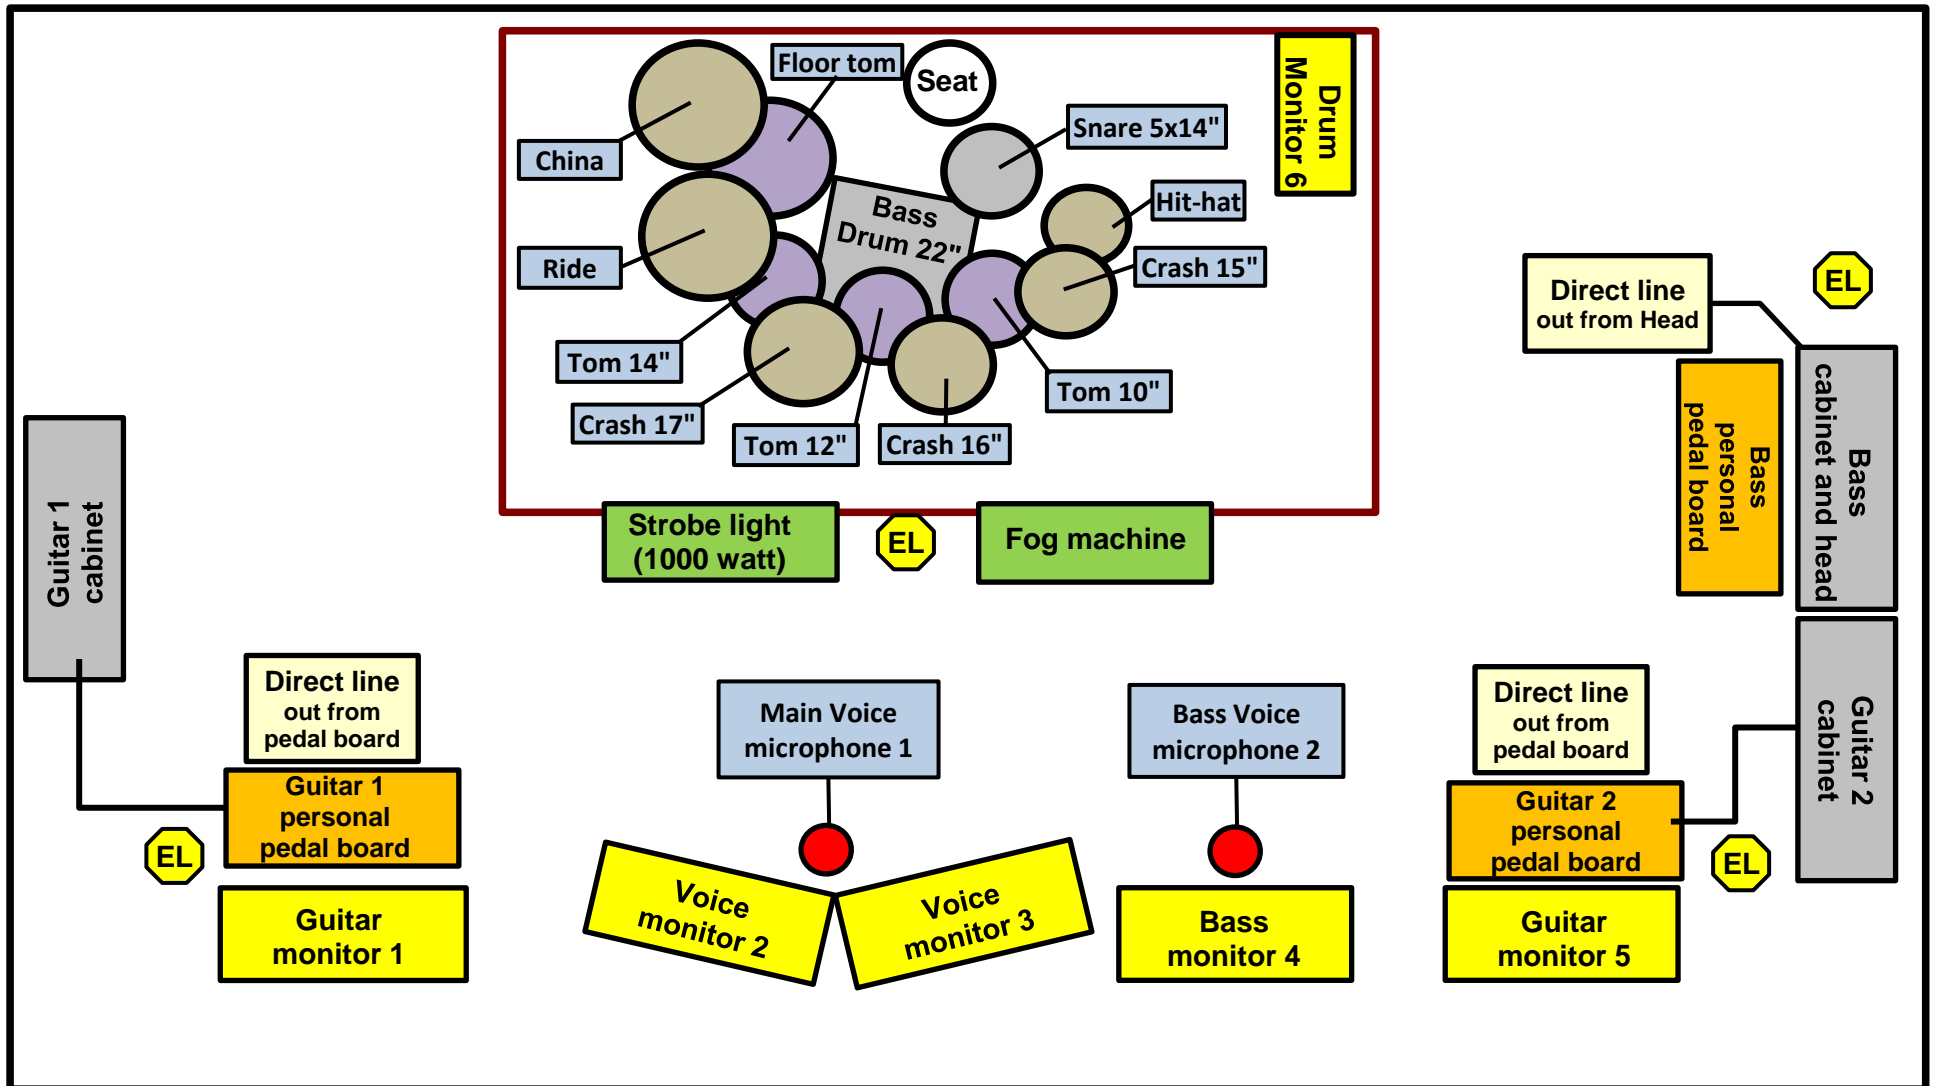 Floor tom
Seat
Drum
Monitor 6
Snare 5x14"
China
Hit-hat
Bass
Drum 22"
Ride
Crash 15"
Direct line
out from Head
EL
Tom 14"
Tom 10"
Crash 17"
Tom 12"
Crash 16"
Bass
personal
pedal board
Bass
cabinet and head
Guitar 1
cabinet
Strobe light
(1000 watt)
EL
Fog machine
Direct line
out from
pedal board
Main Voice
microphone 1
Bass Voice
microphone 2
Direct line
out from
pedal board
Guitar 2
cabinet
Guitar 1
personal
pedal board
EL
Guitar 2
personal
pedal board
EL
Guitar
monitor 1
Voice
monitor 2
Voice
monitor 3
Bass
monitor 4
Guitar
monitor 5